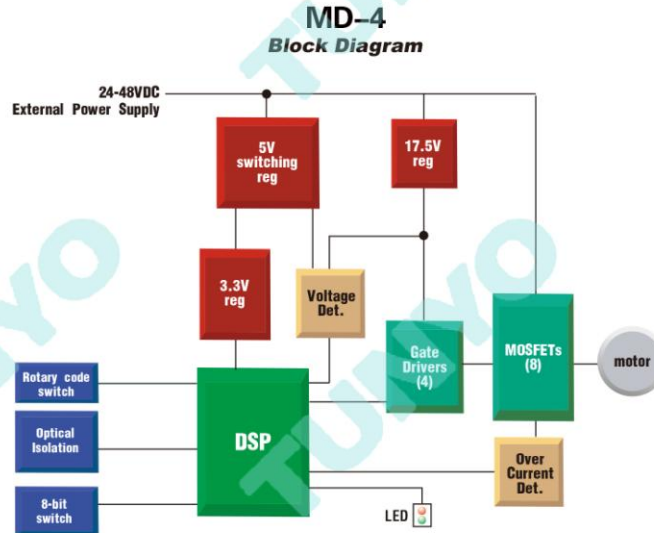 MD-4
Block Diagram
24-48VDC
External Power Supply
5V
switching
reg
17.5V
reg
3.3V
reg
Voltage
Det.
Gate
Drivers
(4)
MOSFETs
(8)
motor
Rotary code
switch
Optical
Isolation
DSP
Over
Current
Det.
8-bit
switch
LED
TUNYO
TUNYO